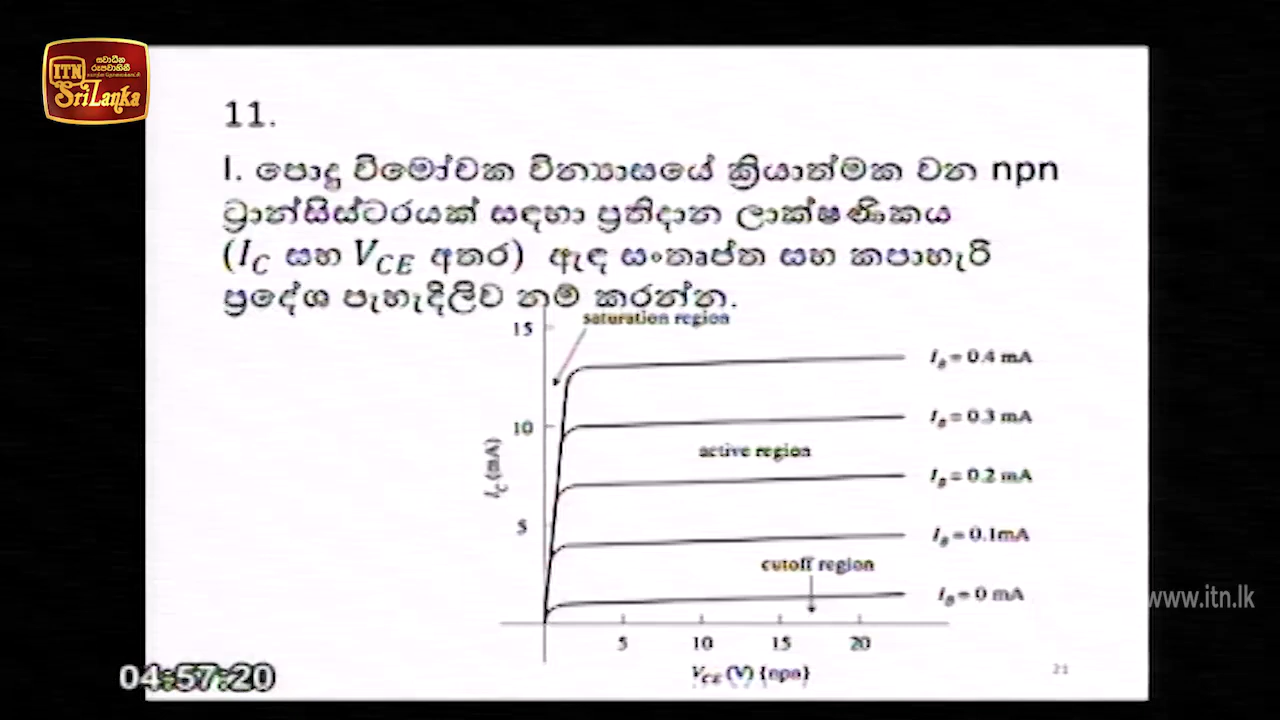 ස්වාධීන
රූපවාහිනී
ITN
Sri Lanka
11.
I. පොදු විමෝචක වින්‍යාසයේ ක්‍රියාත්මක වන npn
ට්‍රාන්සිස්ටරයක් සඳහා ප්‍රතිදාන ලාක්ෂණිකය
(I_C සහ V_CE අතර) ඇඳ සංතෘප්ත සහ කපාහැරි
ප්‍රදේශ පැහැදිලිව නම් කරන්න.
saturation region
15
I_B = 0.4 mA
10
I_B = 0.3 mA
active region
I_C (mA)
I_B = 0.2 mA
5
I_B = 0.1mA
cutoff region
I_B = 0 mA
www.itn.lk
5 10 15 20
V_CE (V) {npn}
21
04:57:20